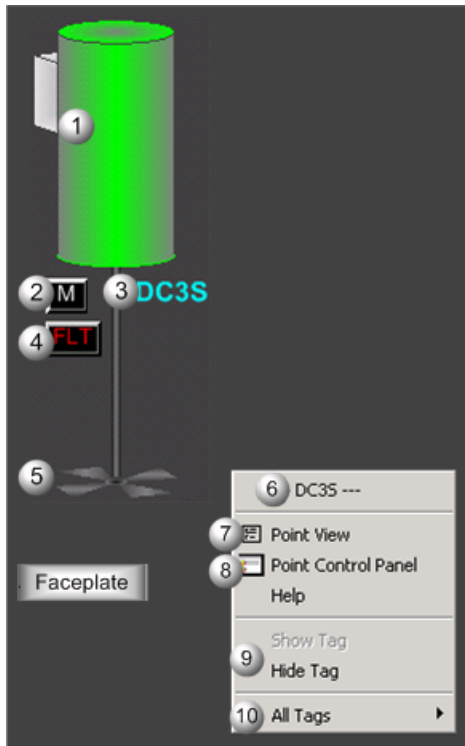 1
2 M
3 DC3S
4 FLT
5
6 DC3S ---
7 Point View
8 Point Control Panel
Help
Show Tag
9
Hide Tag
10 All Tags
Faceplate